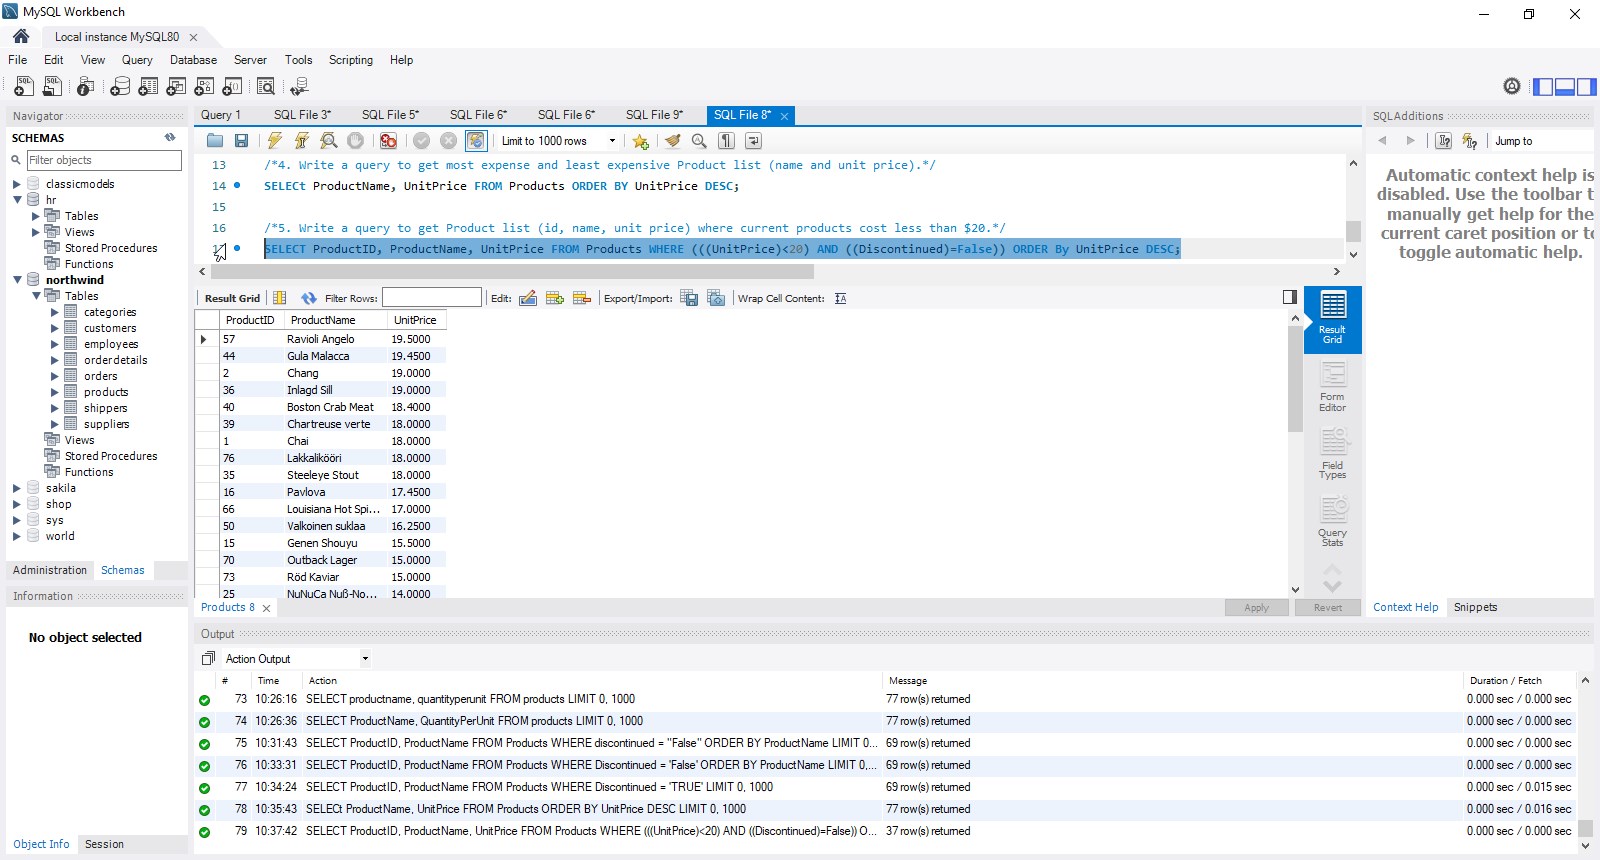 MySQL Workbench
Local instance MySQL80
File Edit View Query Database Server Tools Scripting Help
Navigator
SCHEMAS
Filter objects
classicmodels
hr
Tables
Views
Stored Procedures
Functions
northwind
Tables
categories
customers
employees
orderdetails
orders
products
shippers
suppliers
Views
Stored Procedures
Functions
sakila
shop
sys
world
Administration Schemas
Information
No object selected
Object Info Session
Query 1 SQL File 3* SQL File 5* SQL File 6* SQL File 6* SQL File 9* SQL File 8*
Limit to 1000 rows
13 /*4. Write a query to get most expense and least expensive Product list (name and unit price).*/
14 SELECt ProductName, UnitPrice FROM Products ORDER BY UnitPrice DESC;
15
16 /*5. Write a query to get Product list (id, name, unit price) where current products cost less than $20.*/
SELECT ProductID, ProductName, UnitPrice FROM Products WHERE (((UnitPrice)<20) AND ((Discontinued)=False)) ORDER By UnitPrice DESC;
Result Grid Filter Rows: Edit: Export/Import: Wrap Cell Content:
ProductID ProductName UnitPrice
57 Ravioli Angelo 19.5000
44 Gula Malacca 19.4500
2 Chang 19.0000
36 Inlagd Sill 19.0000
40 Boston Crab Meat 18.4000
39 Chartreuse verte 18.0000
1 Chai 18.0000
76 Lakkalikööri 18.0000
35 Steeleye Stout 18.0000
16 Pavlova 17.4500
66 Louisiana Hot Spi... 17.0000
50 Valkoinen suklaa 16.2500
15 Genen Shouyu 15.5000
70 Outback Lager 15.0000
73 Röd Kaviar 15.0000
25 NuNuCa Nuß-No... 14.0000
Result Grid
Form Editor
Field Types
Query Stats
Products 8
Apply Revert
SQLAdditions
Jump to
Automatic context help is
disabled. Use the toolbar t
manually get help for the
current caret position or to
toggle automatic help.
Context Help Snippets
Output
Action Output
# Time Action Message Duration / Fetch
73 10:26:16 SELECT productname, quantityperunit FROM products LIMIT 0, 1000 77 row(s) returned 0.000 sec / 0.000 sec
74 10:26:36 SELECT ProductName, QuantityPerUnit FROM products LIMIT 0, 1000 77 row(s) returned 0.000 sec / 0.000 sec
75 10:31:43 SELECT ProductID, ProductName FROM Products WHERE discontinued = "False" ORDER BY ProductName LIMIT 0... 69 row(s) returned 0.000 sec / 0.000 sec
76 10:33:31 SELECT ProductID, ProductName FROM Products WHERE Discontinued = 'False' ORDER BY ProductName LIMIT 0,... 69 row(s) returned 0.000 sec / 0.000 sec
77 10:34:24 SELECT ProductID, ProductName FROM Products WHERE Discontinued = 'TRUE' LIMIT 0, 1000 69 row(s) returned 0.000 sec / 0.015 sec
78 10:35:43 SELECt ProductName, UnitPrice FROM Products ORDER BY UnitPrice DESC LIMIT 0, 1000 77 row(s) returned 0.000 sec / 0.016 sec
79 10:37:42 SELECT ProductID, ProductName, UnitPrice FROM Products WHERE (((UnitPrice)<20) AND ((Discontinued)=False)) O... 37 row(s) returned 0.000 sec / 0.000 sec